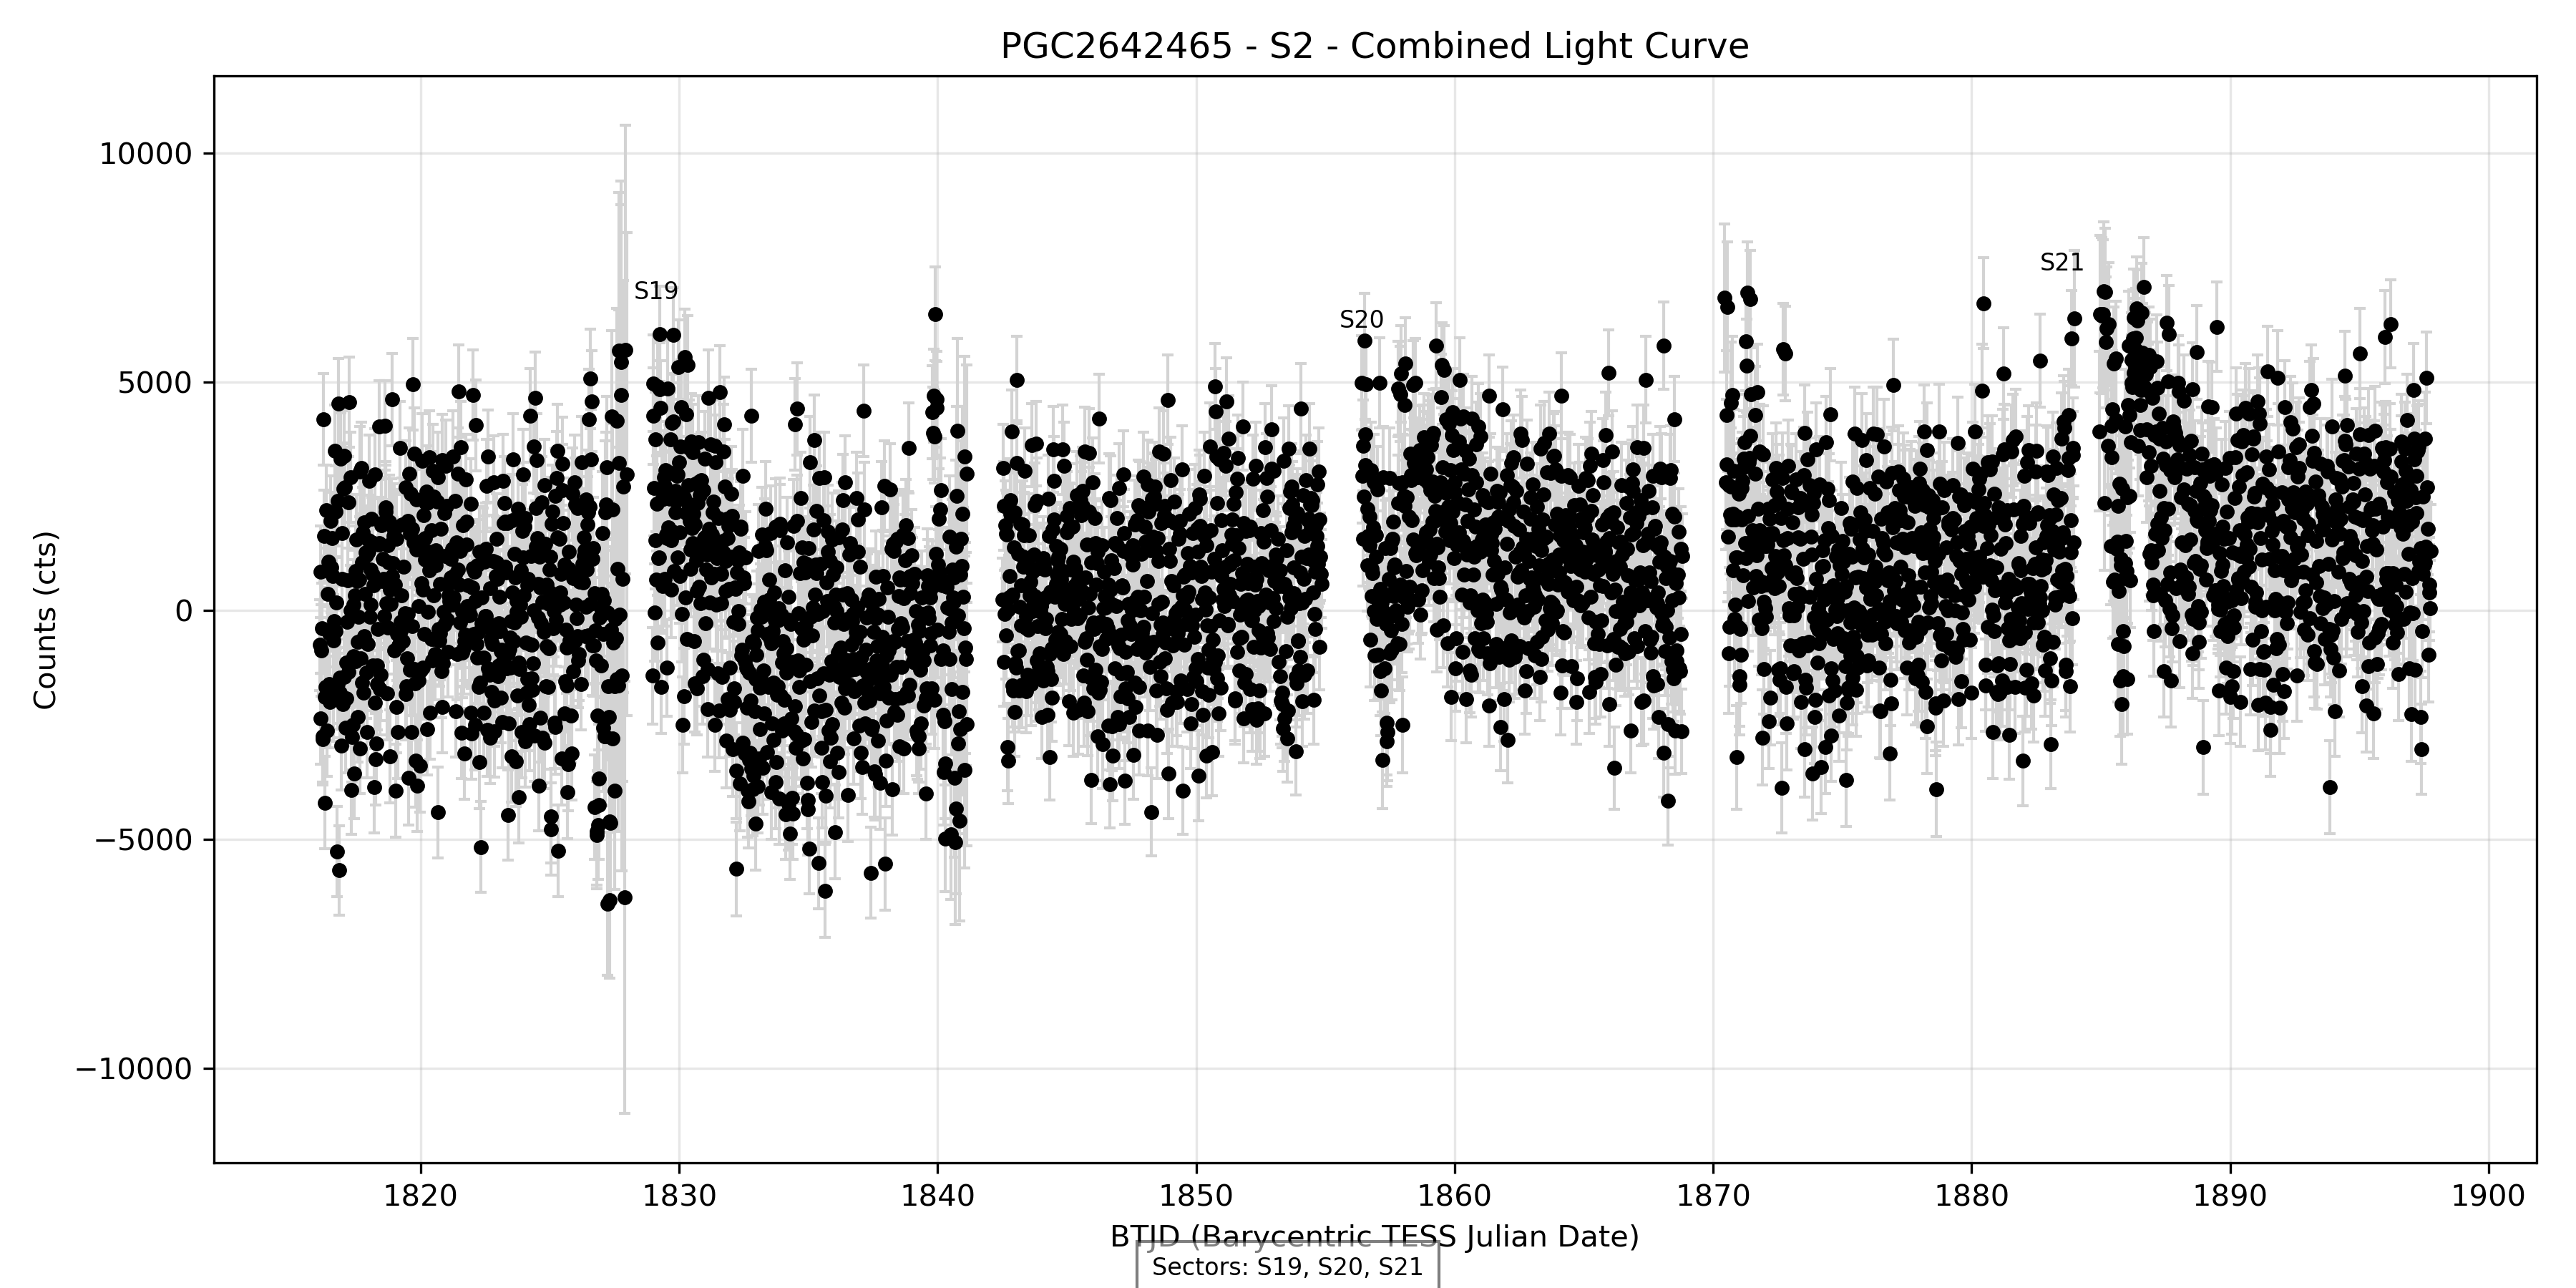 PGC2642465 - S2 - Combined Light Curve
Counts (cts)
10000
5000
0
−5000
−10000
S19
S20
S21
1820
1830
1840
1850
1860
1870
1880
1890
1900
BTJD (Barycentric TESS Julian Date)
Sectors: S19, S20, S21